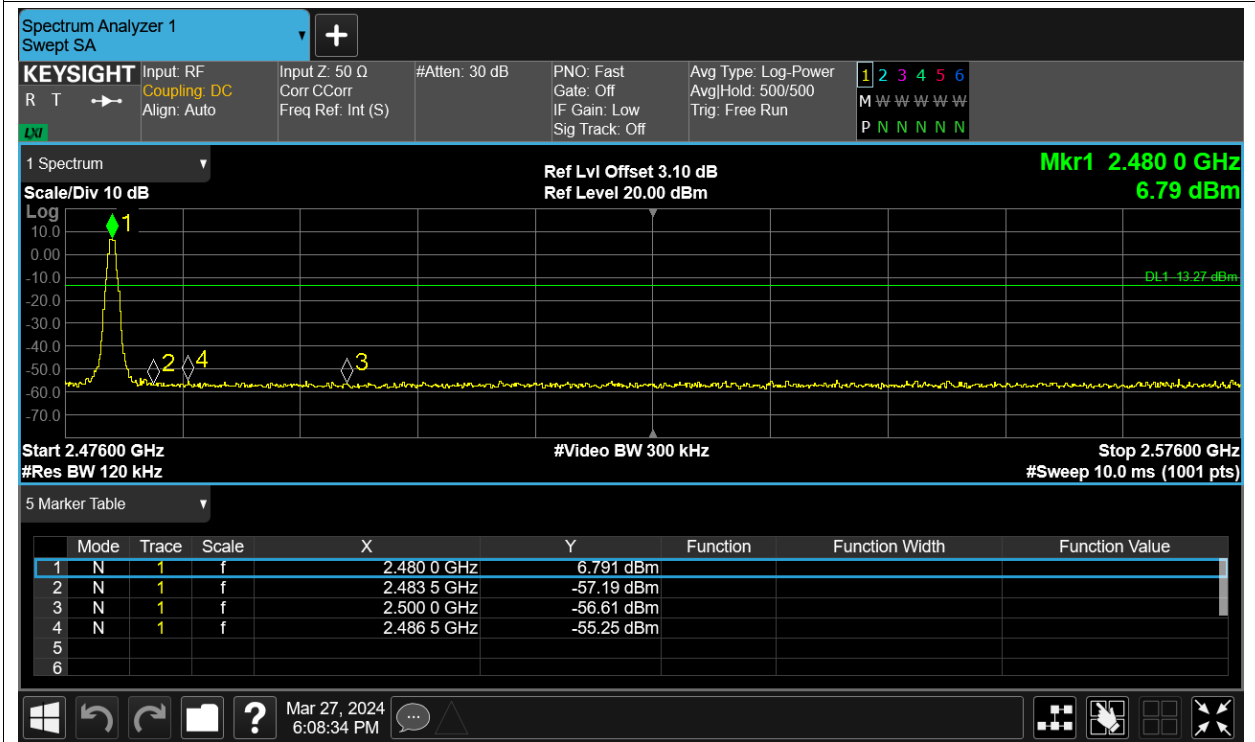 Spectrum Analyzer 1
Swept SA
+
KEYSIGHT
R T
LXI
Input: RF
Coupling: DC
Align: Auto
Input Z: 50 Ω
Corr CCorr
Freq Ref: Int (S)
#Atten: 30 dB
PNO: Fast
Gate: Off
IF Gain: Low
Sig Track: Off
Avg Type: Log-Power
Avg|Hold: 500/500
Trig: Free Run
1 2 3 4 5 6
M W W W W W
P N N N N N
1 Spectrum
Scale/Div 10 dB
Ref Lvl Offset 3.10 dB
Ref Level 20.00 dBm
Mkr1 2.480 0 GHz
6.79 dBm
Log
10.0
0.00
-10.0
-20.0
-30.0
-40.0
-50.0
-60.0
-70.0
1
2
4
3
DL1 -13.27 dBm
Start 2.47600 GHz
#Video BW 300 kHz
Stop 2.57600 GHz
#Res BW 120 kHz
#Sweep 10.0 ms (1001 pts)
5 Marker Table
Mode Trace Scale X Y Function Function Width Function Value
1 N 1 f 2.480 0 GHz 6.791 dBm
2 N 1 f 2.483 5 GHz -57.19 dBm
3 N 1 f 2.500 0 GHz -56.61 dBm
4 N 1 f 2.486 5 GHz -55.25 dBm
5
6
?
Mar 27, 2024
6:08:34 PM